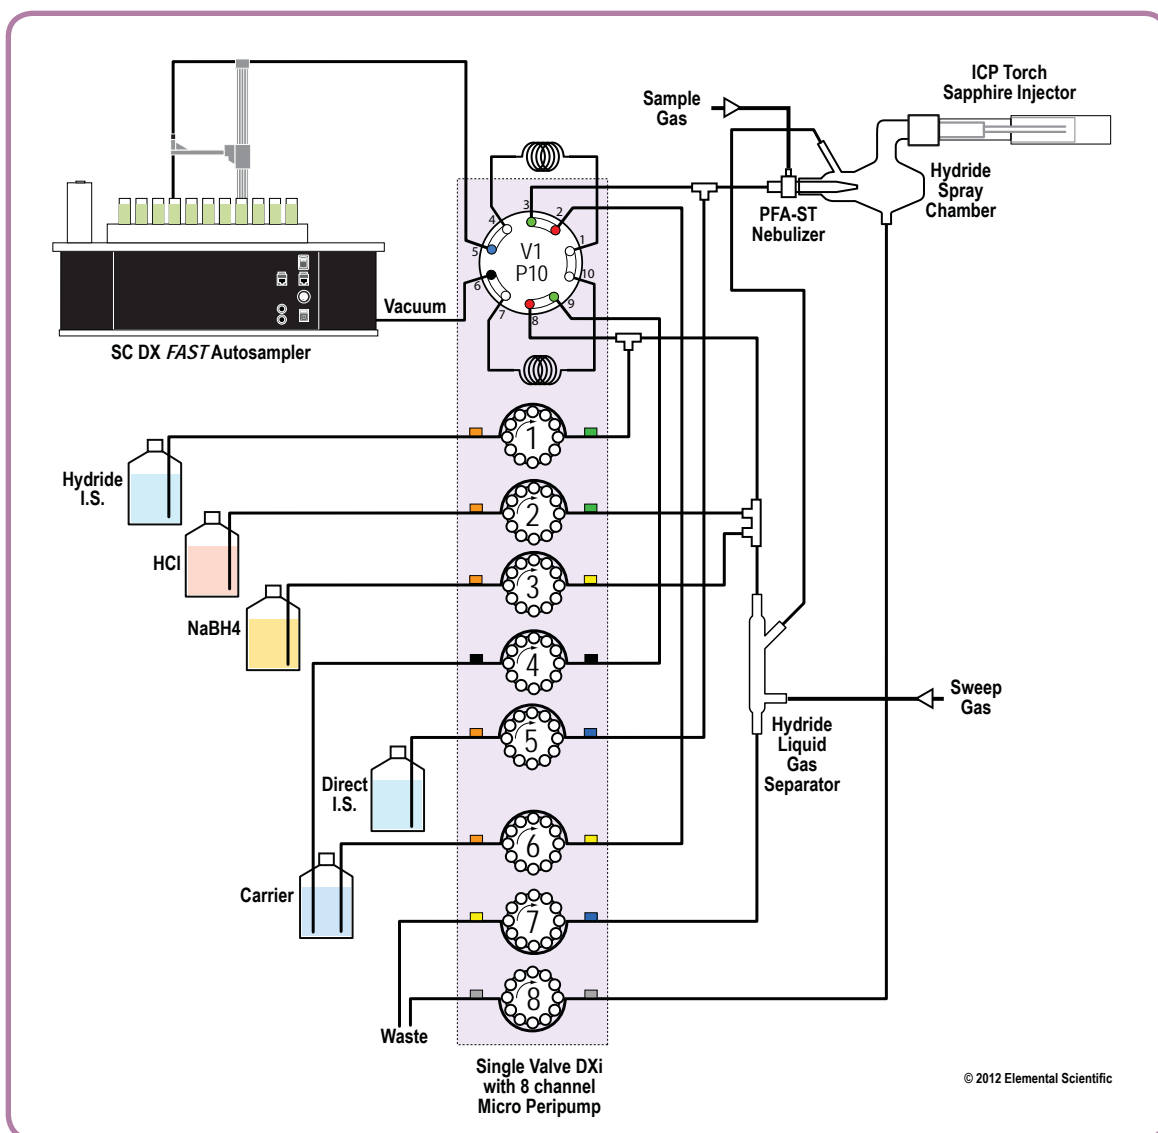 ICP Torch
Sapphire Injector
Sample
Gas
Hydride
Spray
Chamber
PFA-ST
Nebulizer
3
2
4
1
V1
P10
5
10
6
9
7
8
Vacuum
SC DX FAST Autosampler
1
Hydride
I.S.
2
HCl
3
NaBH4
4
Sweep
Gas
5
Hydride
Liquid
Gas
Separator
Direct
I.S.
6
Carrier
7
8
Waste
Single Valve DXi
with 8 channel
Micro Peripump
© 2012 Elemental Scientific